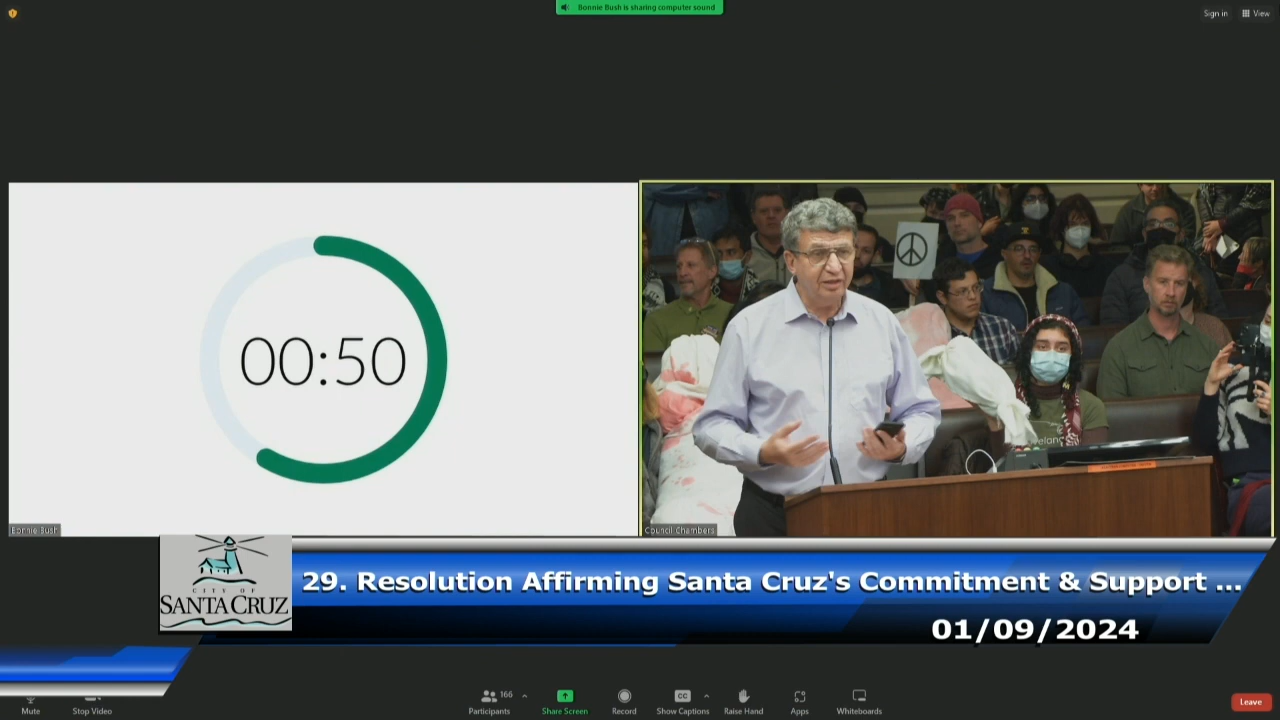 Bonnie Bush is sharing computer sound
Sign in
View
00:50
Bonnie Bush
Council Chambers
CITY OF
SANTA CRUZ
29. Resolution Affirming Santa Cruz's Commitment & Support ...
01/09/2024
Mute
Stop Video
Participants
166
Share Screen
CC
Record
Show Captions
Raise Hand
Apps
Whiteboards
Leave